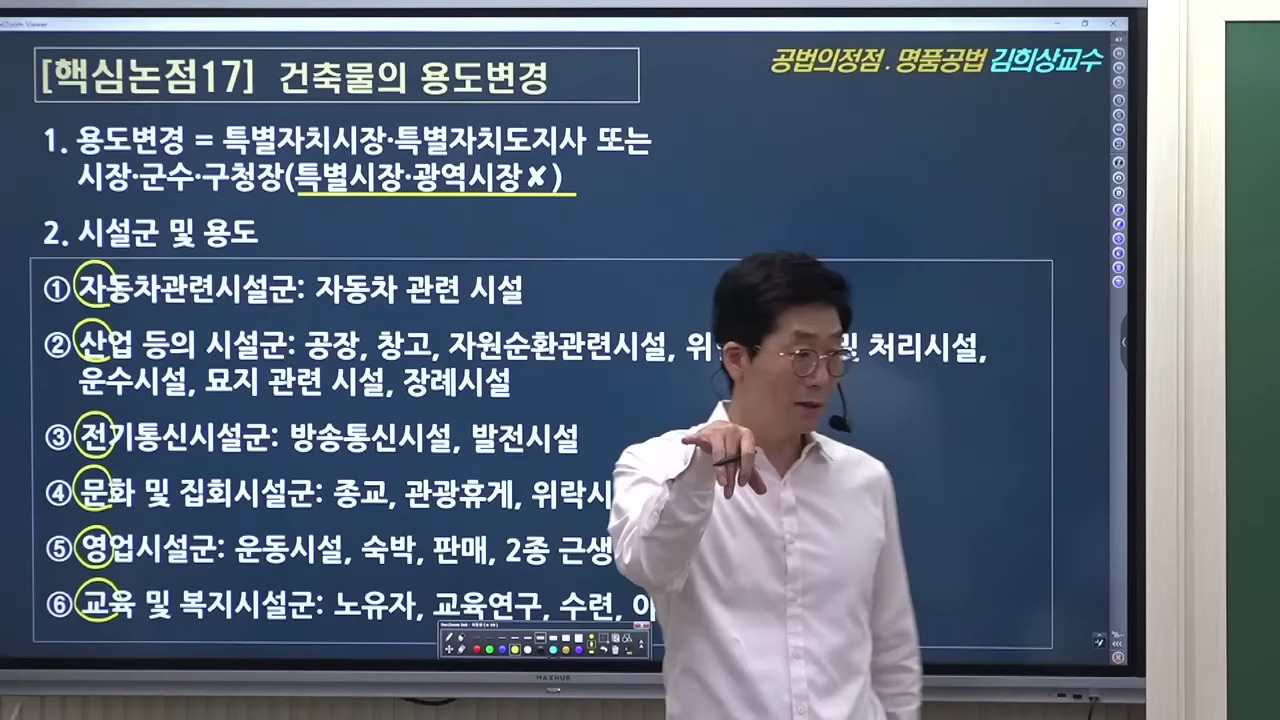 [핵심논점17] 건축물의 용도변경
공법의정점. 명품공법 김희상교수
1. 용도변경 = 특별자치시장·특별자치도지사 또는
시장·군수·구청장(특별시장·광역시장✘)
2. 시설군 및 용도
① 자동차관련시설군: 자동차 관련 시설
② 산업 등의 시설군: 공장, 창고, 자원순환관련시설, 위 및 처리시설,
운수시설, 묘지 관련 시설, 장례시설
③ 전기통신시설군: 방송통신시설, 발전시설
④ 문화 및 집회시설군: 종교, 관광휴게, 위락시
⑤ 영업시설군: 운동시설, 숙박, 판매, 2종 근생
⑥ 교육 및 복지시설군: 노유자, 교육연구, 수련,
MAXHUB